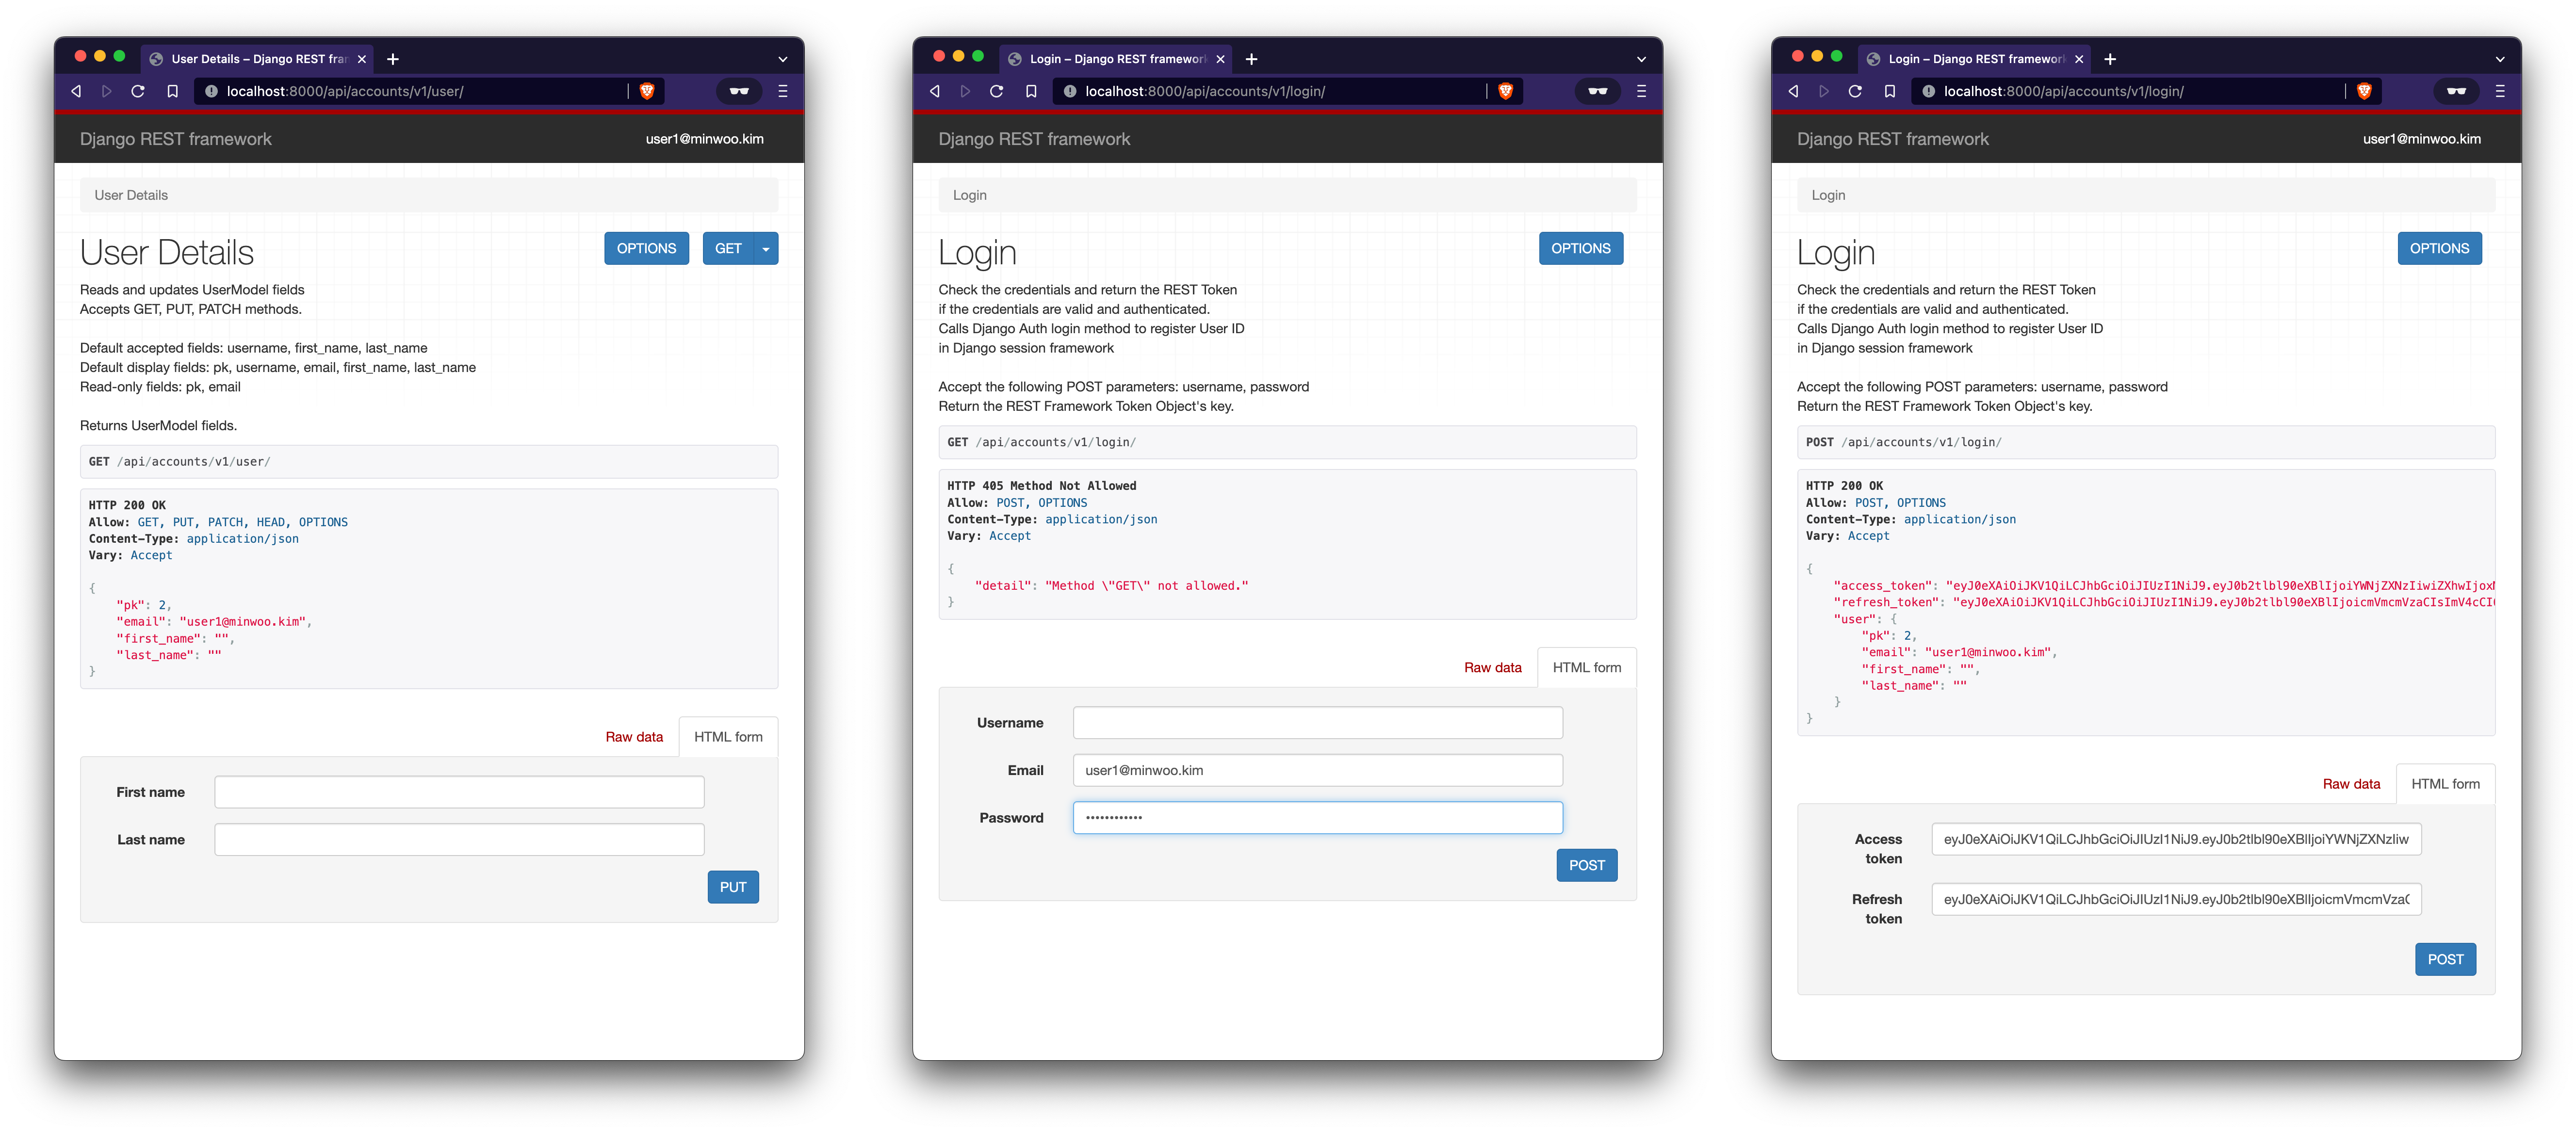 User Details – Django REST fra
localhost:8000/api/accounts/v1/user/
Django REST framework
user1@minwoo.kim
User Details
User Details
OPTIONS
GET
Reads and updates UserModel fields
Accepts GET, PUT, PATCH methods.
Default accepted fields: username, first_name, last_name
Default display fields: pk, username, email, first_name, last_name
Read-only fields: pk, email
Returns UserModel fields.
GET /api/accounts/v1/user/
HTTP 200 OK
Allow: GET, PUT, PATCH, HEAD, OPTIONS
Content-Type: application/json
Vary: Accept
{
"pk": 2,
"email": "user1@minwoo.kim",
"first_name": "",
"last_name": ""
}
Raw data
HTML form
First name
Last name
PUT
Login – Django REST framework
localhost:8000/api/accounts/v1/login/
Django REST framework
Login
Login
OPTIONS
Check the credentials and return the REST Token
if the credentials are valid and authenticated.
Calls Django Auth login method to register User ID
in Django session framework
Accept the following POST parameters: username, password
Return the REST Framework Token Object's key.
GET /api/accounts/v1/login/
HTTP 405 Method Not Allowed
Allow: POST, OPTIONS
Content-Type: application/json
Vary: Accept
{
"detail": "Method \"GET\" not allowed."
}
Raw data
HTML form
Username
Email
user1@minwoo.kim
Password
••••••••••••
POST
Login – Django REST framework
localhost:8000/api/accounts/v1/login/
Django REST framework
user1@minwoo.kim
Login
Login
OPTIONS
Check the credentials and return the REST Token
if the credentials are valid and authenticated.
Calls Django Auth login method to register User ID
in Django session framework
Accept the following POST parameters: username, password
Return the REST Framework Token Object's key.
POST /api/accounts/v1/login/
HTTP 200 OK
Allow: POST, OPTIONS
Content-Type: application/json
Vary: Accept
{
"access_token": "eyJ0eXAiOiJKV1QiLCJhbGciOiJIUzI1NiJ9.eyJ0b2tlbl90eXBlIjoiYWNjZXNzIiwiZXhwIjox
"refresh_token": "eyJ0eXAiOiJKV1QiLCJhbGciOiJIUzI1NiJ9.eyJ0b2tlbl90eXBlIjoicmVmcmVzaCIsImV4cCI
"user": {
"pk": 2,
"email": "user1@minwoo.kim",
"first_name": "",
"last_name": ""
}
}
Raw data
HTML form
Access
token
eyJ0eXAiOiJKV1QiLCJhbGciOiJIUzI1NiJ9.eyJ0b2tlbl90eXBlIjoiYWNjZXNzIiw
Refresh
token
eyJ0eXAiOiJKV1QiLCJhbGciOiJIUzI1NiJ9.eyJ0b2tlbl90eXBlIjoicmVmcmVzaC
POST